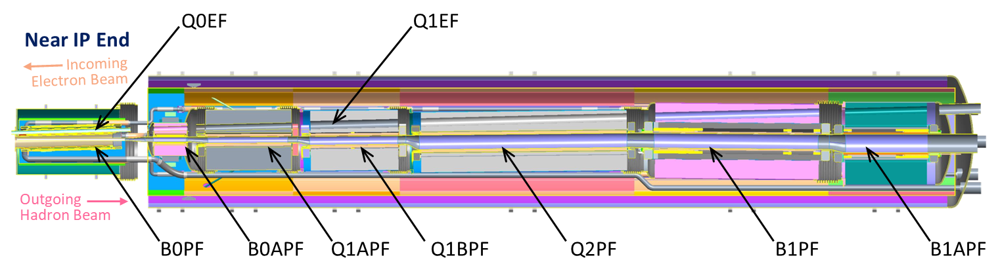 Q0EF
Q1EF
Near IP End
Incoming
Electron Beam
Outgoing
Hadron Beam
B0PF
B0APF
Q1APF
Q1BPF
Q2PF
B1PF
B1APF